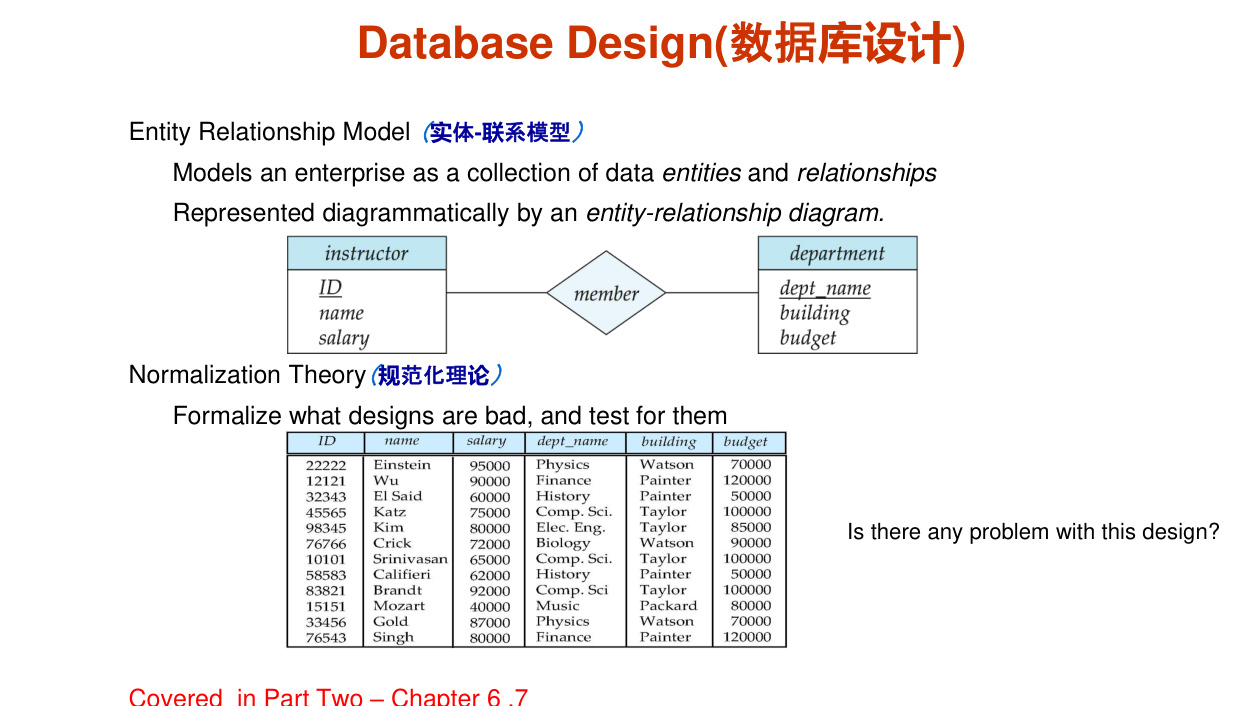 Database Design(数据库设计)
Entity Relationship Model (实体-联系模型)
Models an enterprise as a collection of data entities and relationships
Represented diagrammatically by an entity-relationship diagram.
instructor
ID
name
salary
member
department
dept_name
building
budget
Normalization Theory(规范化理论)
Formalize what designs are bad, and test for them
ID name salary dept_name building budget
22222 Einstein 95000 Physics Watson 70000
12121 Wu 90000 Finance Painter 120000
32343 El Said 60000 History Painter 50000
45565 Katz 75000 Comp. Sci. Taylor 100000
98345 Kim 80000 Elec. Eng. Taylor 85000
76766 Crick 72000 Biology Watson 90000
10101 Srinivasan 65000 Comp. Sci. Taylor 100000
58583 Califieri 62000 History Painter 50000
83821 Brandt 92000 Comp. Sci Taylor 100000
15151 Mozart 40000 Music Packard 80000
33456 Gold 87000 Physics Watson 70000
76543 Singh 80000 Finance Painter 120000
Is there any problem with this design?
Covered in Part Two – Chapter 6 ,7